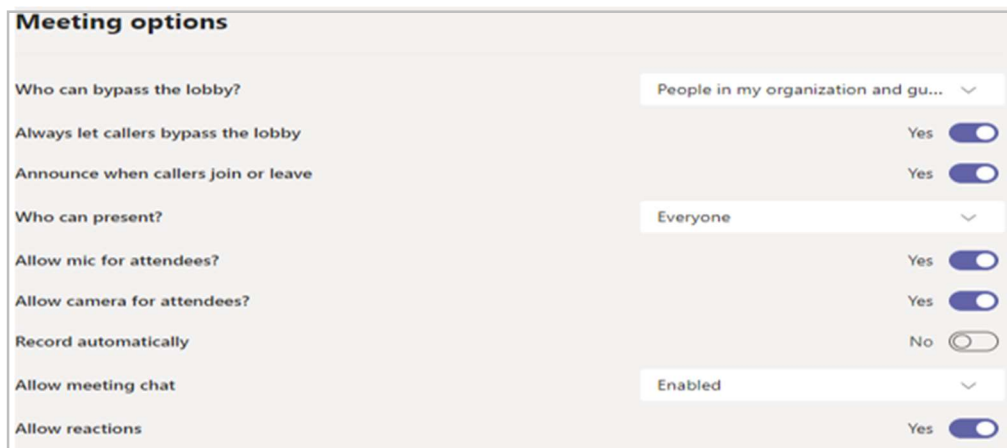 Meeting options
Who can bypass the lobby? People in my organization and gu...
Always let callers bypass the lobby Yes
Announce when callers join or leave Yes
Who can present? Everyone
Allow mic for attendees? Yes
Allow camera for attendees? Yes
Record automatically No
Allow meeting chat Enabled
Allow reactions Yes